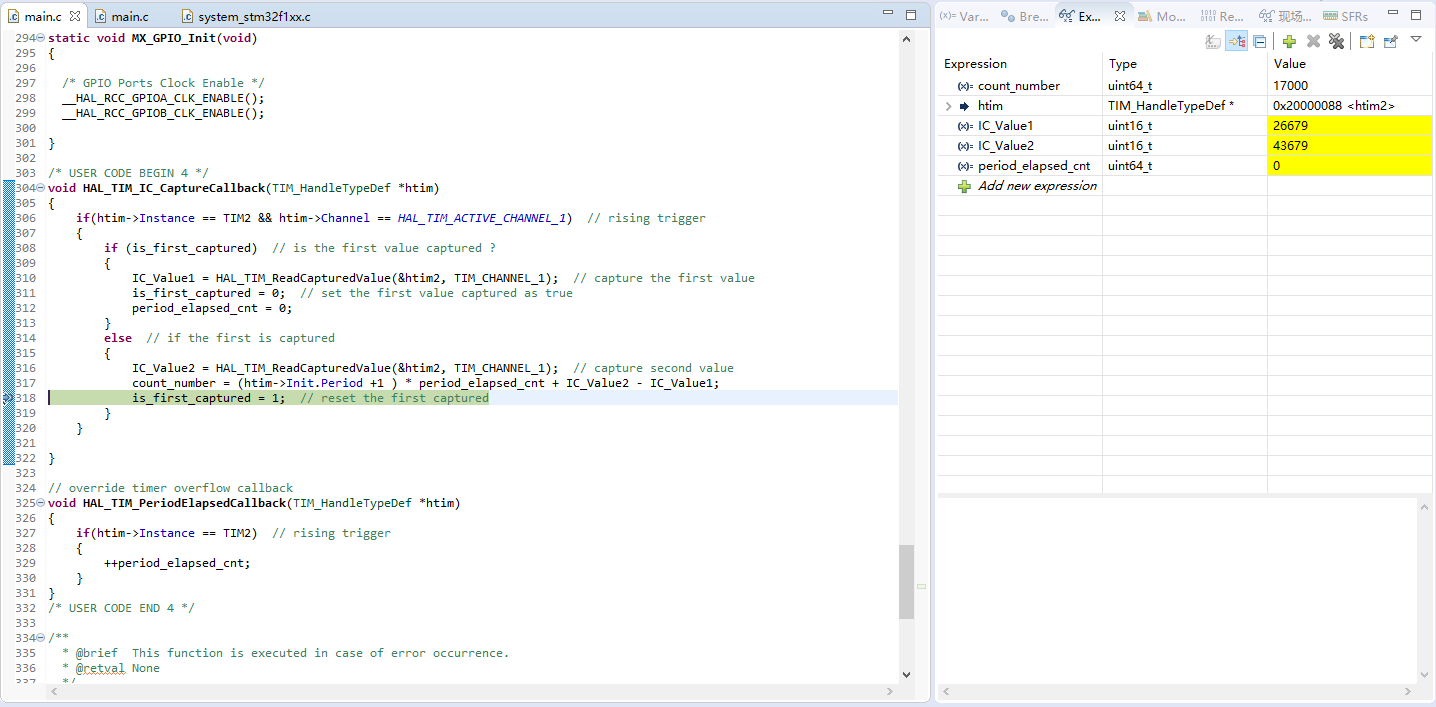 main.c
main.c
system_stm32f1xx.c
294 static void MX_GPIO_Init(void)
295 {
296
297   /* GPIO Ports Clock Enable */
298   __HAL_RCC_GPIOA_CLK_ENABLE();
299   __HAL_RCC_GPIOB_CLK_ENABLE();
300
301 }
302
303 /* USER CODE BEGIN 4 */
304 void HAL_TIM_IC_CaptureCallback(TIM_HandleTypeDef *htim)
305 {
306     if(htim->Instance == TIM2 && htim->Channel == HAL_TIM_ACTIVE_CHANNEL_1)  // rising trigger
307     {
308         if (is_first_captured)  // is the first value captured ?
309         {
310             IC_Value1 = HAL_TIM_ReadCapturedValue(&htim2, TIM_CHANNEL_1);  // capture the first value
311             is_first_captured = 0;  // set the first value captured as true
312             period_elapsed_cnt = 0;
313         }
314         else  // if the first is captured
315         {
316             IC_Value2 = HAL_TIM_ReadCapturedValue(&htim2, TIM_CHANNEL_1);  // capture second value
317             count_number = (htim->Init.Period +1 ) * period_elapsed_cnt + IC_Value2 - IC_Value1;
318             is_first_captured = 1;  // reset the first captured
319         }
320     }
321
322 }
323
324 // override timer overflow callback
325 void HAL_TIM_PeriodElapsedCallback(TIM_HandleTypeDef *htim)
326 {
327     if(htim->Instance == TIM2)  // rising trigger
328     {
329         ++period_elapsed_cnt;
330     }
331 }
332 /* USER CODE END 4 */
333
334 /**
335   * @brief  This function is executed in case of error occurrence.
336   * @retval None
337   */
(x)= Var... Bre... Ex... Mo... 1010 0101 Re... 现场... SFRs
Expression Type Value
(x)= count_number uint64_t 17000
htim TIM_HandleTypeDef * 0x20000088 <htim2>
(x)= IC_Value1 uint16_t 26679
(x)= IC_Value2 uint16_t 43679
(x)= period_elapsed_cnt uint64_t 0
Add new expression